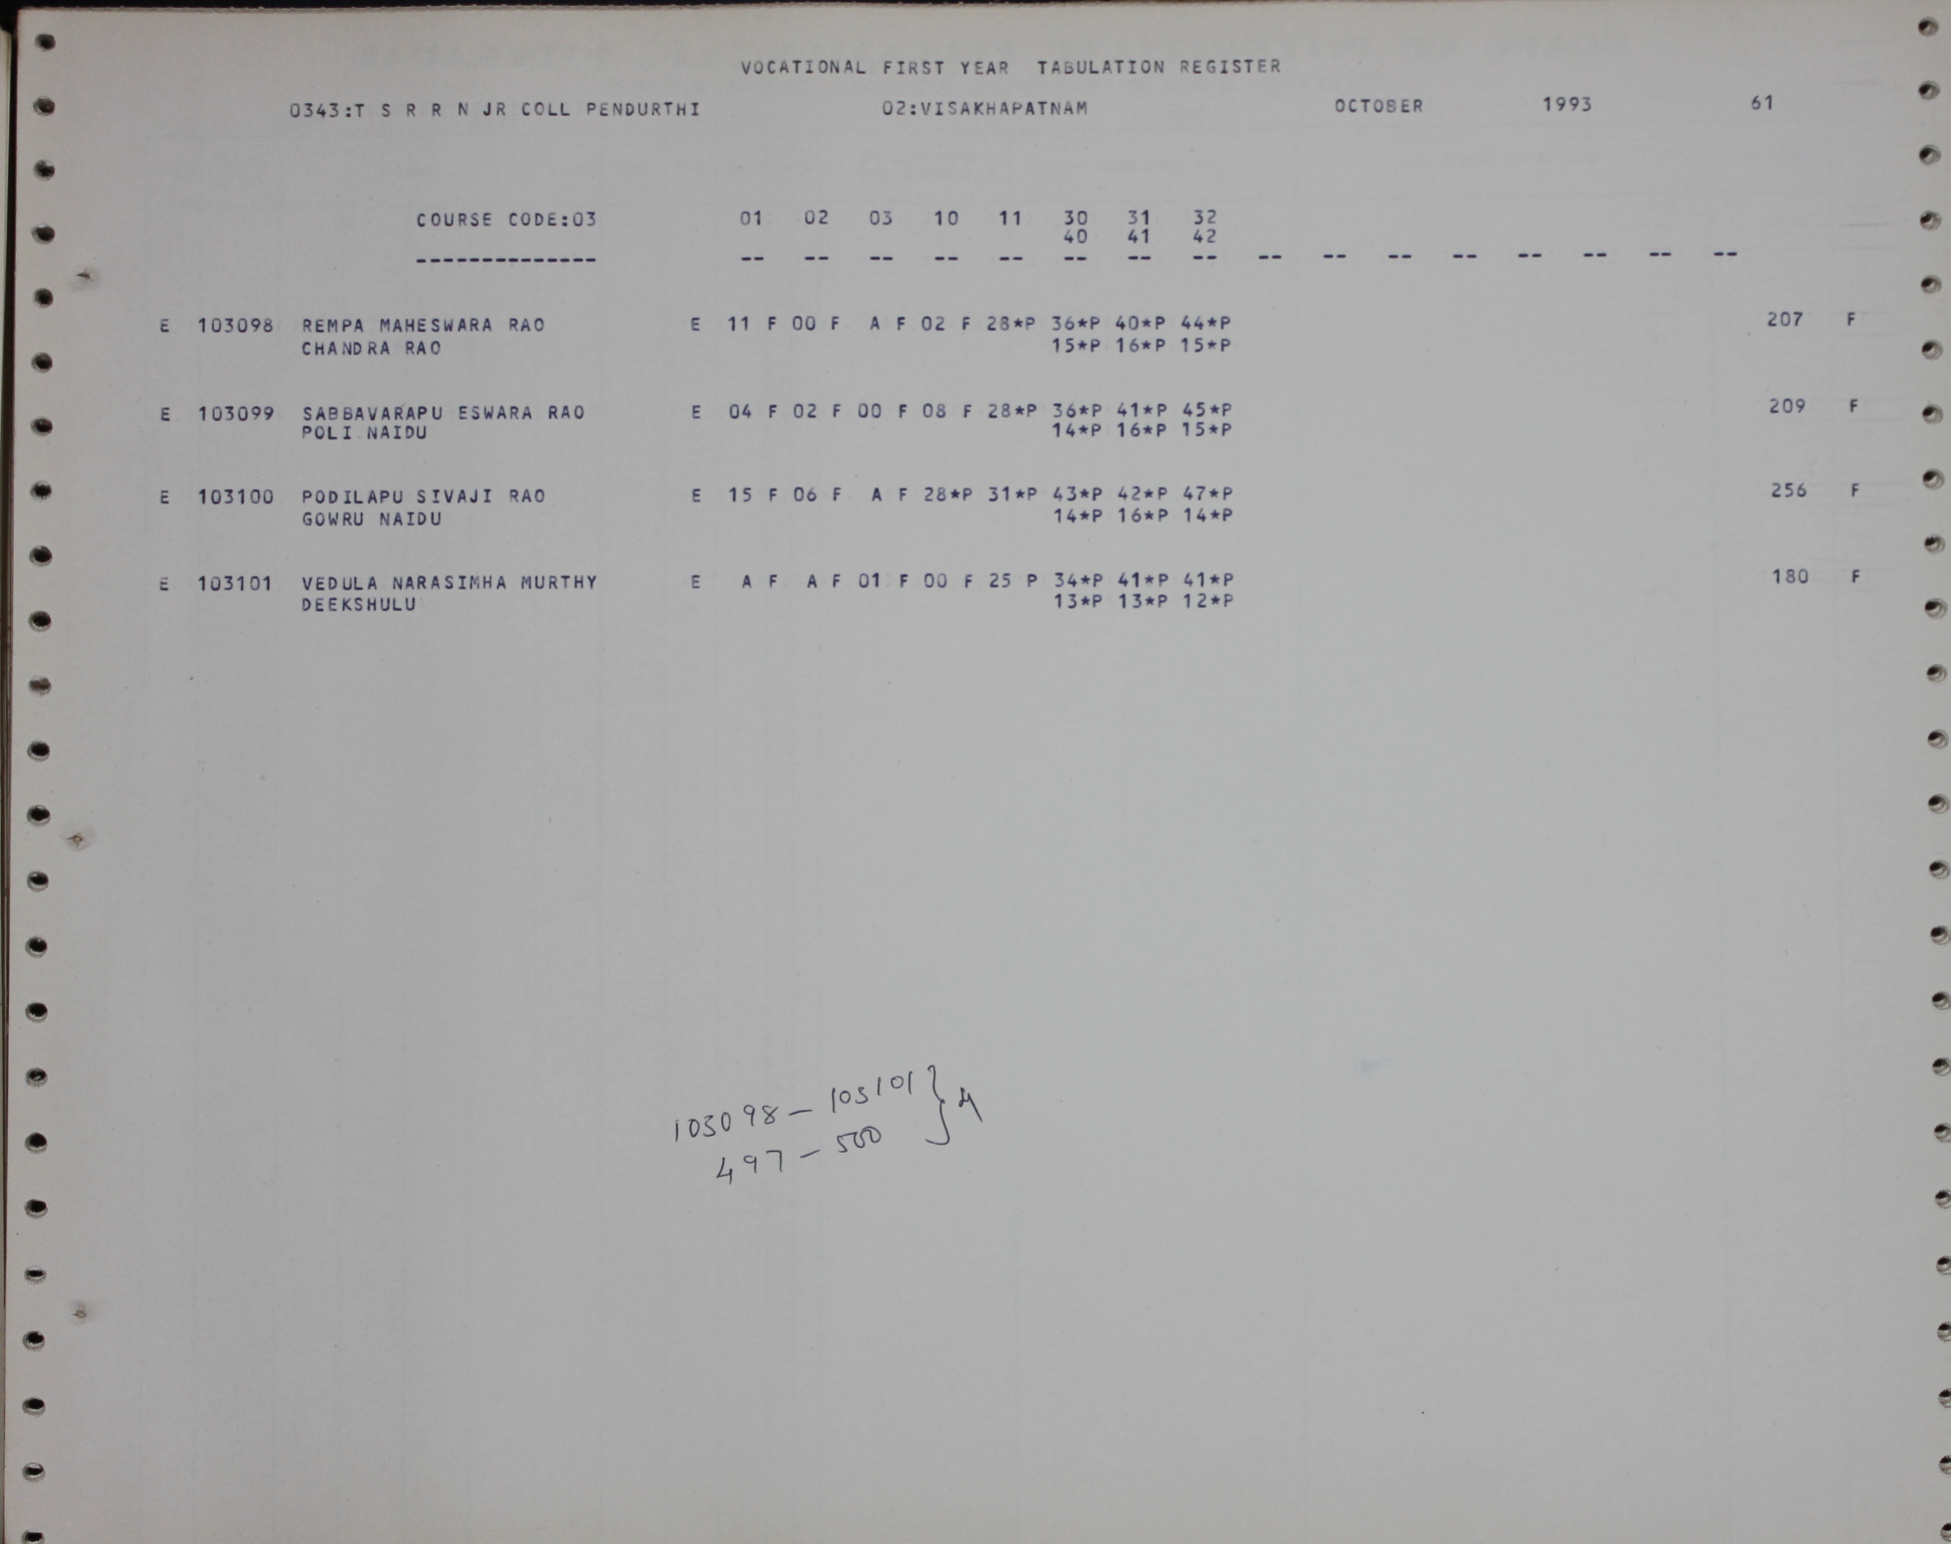 VOCATIONAL FIRST YEAR TABULATION REGISTER
0343:T S R R N JR COLL PENDURTHI 02:VISAKHAPATNAM OCTOBER 1993 61
COURSE CODE:03 01 02 03 10 11 30 31 32
40 41 42
-------------- -- -- -- -- -- -- -- -- -- -- -- -- -- -- -- --
E 103098 REMPA MAHESWARA RAO E 11 F 00 F A F 02 F 28*P 36*P 40*P 44*P 207 F
CHANDRA RAO 15*P 16*P 15*P
E 103099 SABBAVARAPU ESWARA RAO E 04 F 02 F 00 F 08 F 28*P 36*P 41*P 45*P 209 F
POLI NAIDU 14*P 16*P 15*P
E 103100 PODILAPU SIVAJI RAO E 15 F 06 F A F 28*P 31*P 43*P 42*P 47*P 256 F
GOWRU NAIDU 14*P 16*P 14*P
E 103101 VEDULA NARASIMHA MURTHY E A F A F 01 F 00 F 25 P 34*P 41*P 41*P 180 F
DEEKSHULU 13*P 13*P 12*P
103098 - 103101 } 4
497 - 500